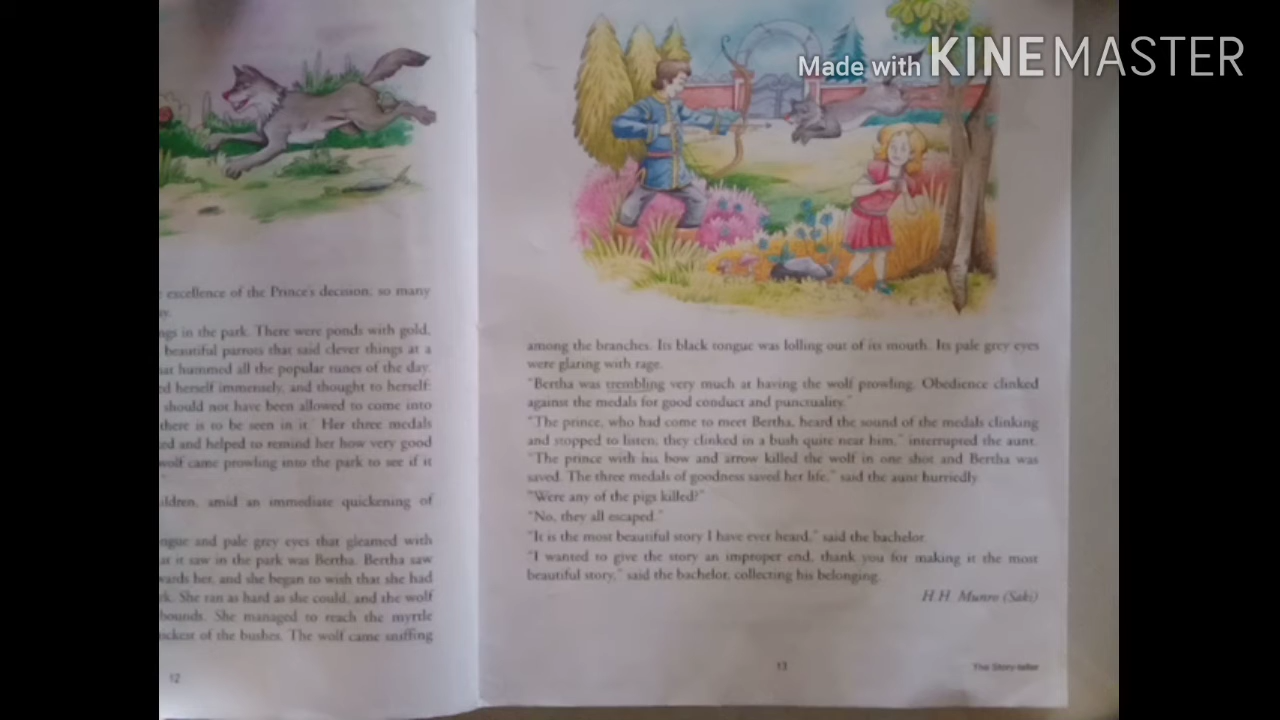 Made with KINEMASTER
excellence of the Prince's decision; so many
ngs in the park. There were ponds with gold,
beautiful parrots that said clever things at a
hummed all the popular tunes of the day.
herself immensely, and thought to herself:
should not have been allowed to come into
there is to be seen in it.' Her three medals
ed and helped to remind her how very good
wolf came prowling into the park to see if it
ildren, amid an immediate quickening of
ngue and pale grey eyes that gleamed with
at it saw in the park was Bertha. Bertha saw
wards her, and she began to wish that she had
rk. She ran as hard as she could, and the wolf
bounds. She managed to reach the myrtle
ickest of the bushes. The wolf came sniffing
12
among the branches. Its black tongue was lolling out of its mouth. Its pale grey eyes
were glaring with rage.
"Bertha was trembling very much at having the wolf prowling. Obedience clinked
against the medals for good conduct and punctuality."
"The prince, who had come to meet Bertha, heard the sound of the medals clinking
and stopped to listen, they clinked in a bush quite near him," interrupted the aunt.
"The prince with his bow and arrow killed the wolf in one shot and Bertha was
saved. The three medals of goodness saved her life," said the aunt hurriedly.
"Were any of the pigs killed?"
"No, they all escaped."
"It is the most beautiful story I have ever heard," said the bachelor.
"I wanted to give the story an improper end, thank you for making it the most
beautiful story," said the bachelor, collecting his belonging.
H.H. Munro (Saki)
13
The Story-teller